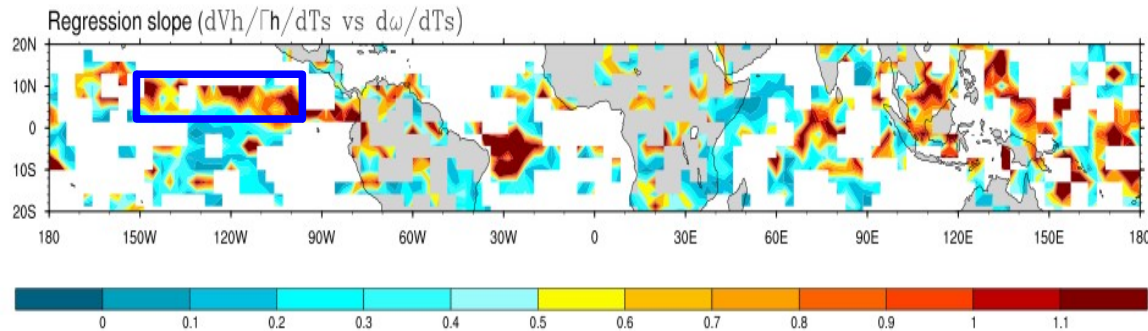 Regression slope (dVh/Γh/dTs vs dω/dTs)
20N
10N
0
10S
20S
180 150W 120W 90W 60W 30W 0 30E 60E 90E 120E 150E 180
0 0.1 0.2 0.3 0.4 0.5 0.6 0.7 0.8 0.9 1 1.1